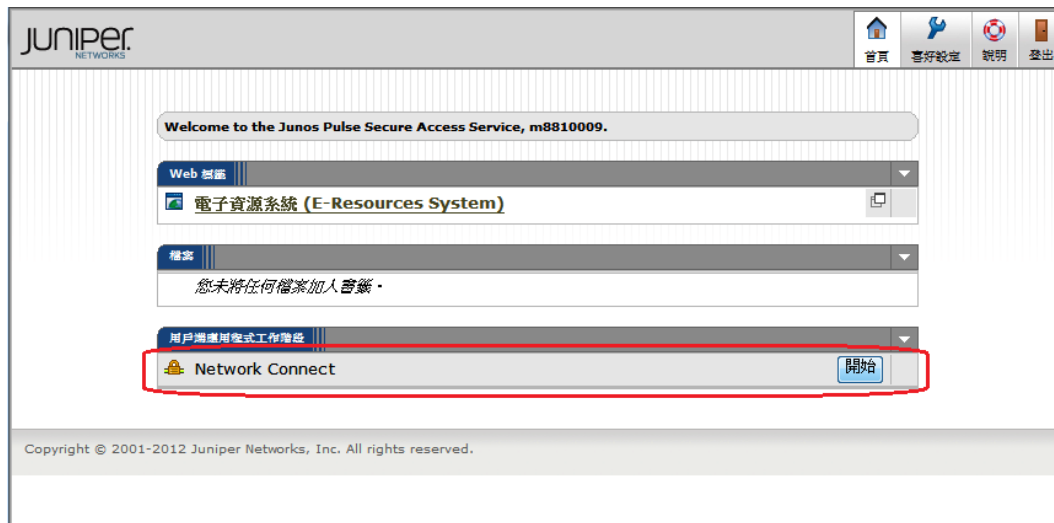 JUNIPER
NETWORKS
首頁
喜好設定
說明
登出
Welcome to the Junos Pulse Secure Access Service, m8810009.
Web 標籤
電子資源系統 (E-Resources System)
檔案
您未將任何檔案加入書籤。
用戶端應用程式工作階段
Network Connect
開始
Copyright © 2001-2012 Juniper Networks, Inc. All rights reserved.